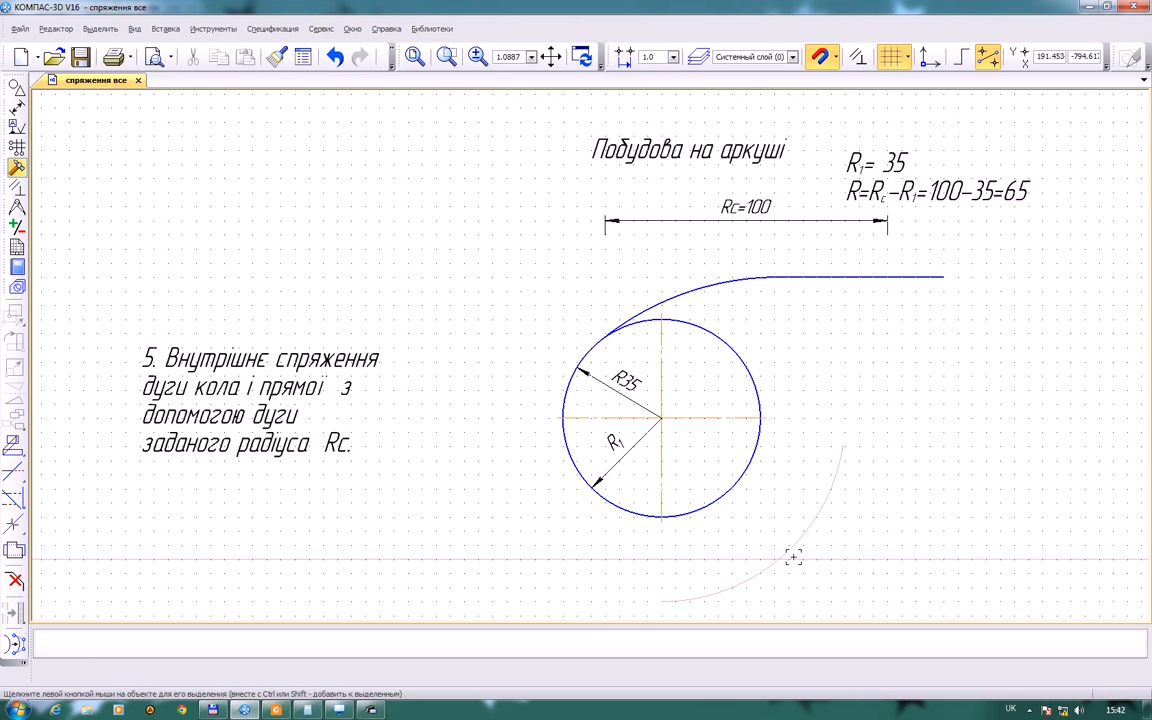 КОМПАС-3D V16 - спряження все
Файл Редактор Выделить Вид Вставка Инструменты Спецификация Сервис Окно Справка Библиотеки
1.0887 1.0 Системный слой (0) 191.453 -794.617
спряження все
Побудова на аркуші
R₁= 35
R=Rс-R₁=100-35=65
Rc=100
R35
R₁
5. Внутрішнє спряження
дуги кола і прямої з
допомогою дуги
заданого радіуса Rc.
Щелкните левой кнопкой мыши на объекте для его выделения (вместе с Ctrl или Shift - добавить к выделенным)
UK 15:42